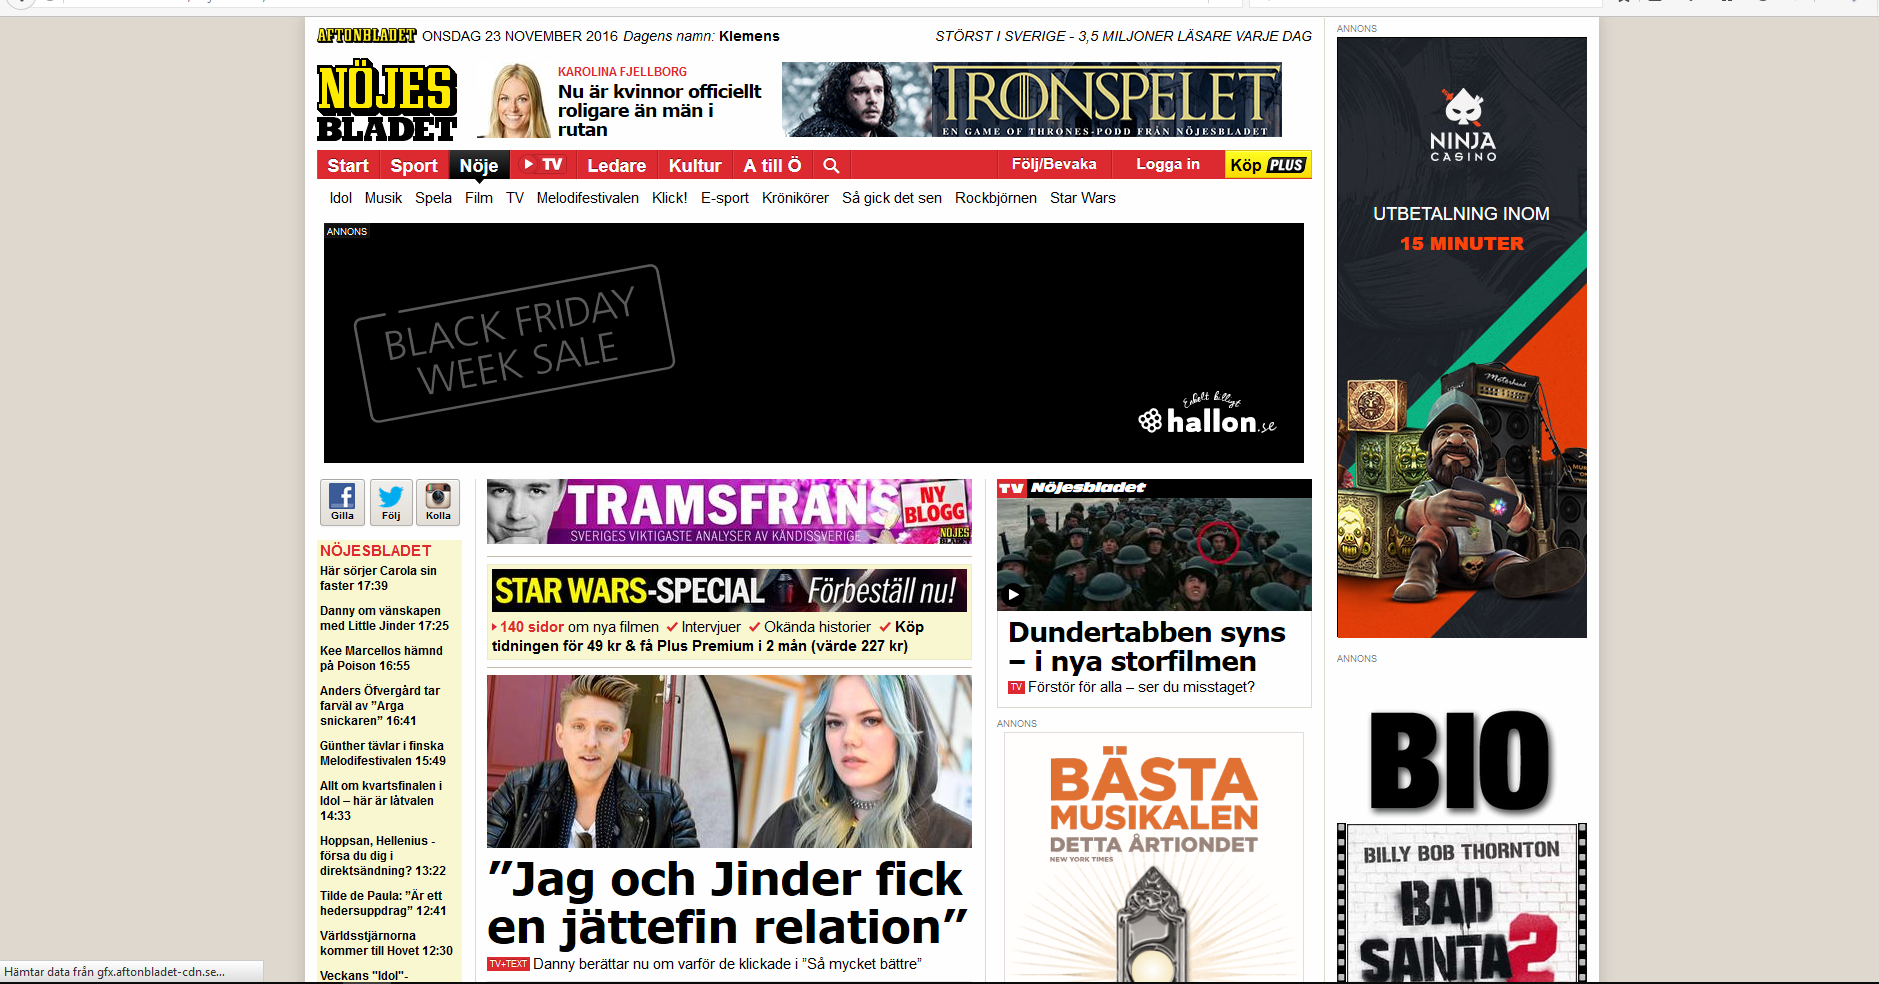 AFTONBLADET ONSDAG 23 NOVEMBER 2016 Dagens namn: Klemens
STÖRST I SVERIGE - 3,5 MILJONER LÄSARE VARJE DAG
NÖJES
BLADET
KAROLINA FJELLBORG
Nu är kvinnor officiellt
roligare än män i
rutan
TRONSPELET
EN GAME OF THRONES-PODD FRÅN NÖJESBLADET
Start Sport Nöje TV Ledare Kultur A till Ö Följ/Bevaka Logga in Köp PLUS
Idol Musik Spela Film TV Melodifestivalen Klick! E-sport Krönikörer Så gick det sen Rockbjörnen Star Wars
ANNONS
BLACK FRIDAY
WEEK SALE
Enkelt billigt
hallon.se
Gilla Följ Kolla
NÖJESBLADET
Här sörjer Carola sin
faster 17:39
Danny om vänskapen
med Little Jinder 17:25
Kee Marcellos hämnd
på Poison 16:55
Anders Öfvergård tar
farväl av ”Arga
snickaren” 16:41
Günther tävlar i finska
Melodifestivalen 15:49
Allt om kvartsfinalen i
Idol – här är låtvalen
14:33
Hoppsan, Hellenius -
försa du dig i
direktsändning? 13:22
Tilde de Paula: ”Är ett
hedersuppdrag” 12:41
Världsstjärnorna
kommer till Hovet 12:30
Veckans "Idol"-
TRAMSFRANS
NY
BLOGG
SVERIGES VIKTIGASTE ANALYSER AV KÄNDISSVERIGE
NÖJES
BLADET
STAR WARS-SPECIAL Förbeställ nu!
140 sidor om nya filmen Intervjuer Okända historier Köp
tidningen för 49 kr & få Plus Premium i 2 mån (värde 227 kr)
”Jag och Jinder fick
en jättefin relation”
TV+TEXT Danny berättar nu om varför de klickade i ”Så mycket bättre”
TV Nöjesbladet
Dundertabben syns
– i nya storfilmen
TV Förstör för alla – ser du misstaget?
ANNONS
BÄSTA
MUSIKALEN
DETTA ÅRTIONDET
NEW YORK TIMES
ANNONS
NINJA
CASINO
UTBETALNING INOM
15 MINUTER
Motörhead
ANNONS
BIO
BILLY BOB THORNTON
BAD
SANTA 2
Hämtar data från gfx.aftonbladet-cdn.se...